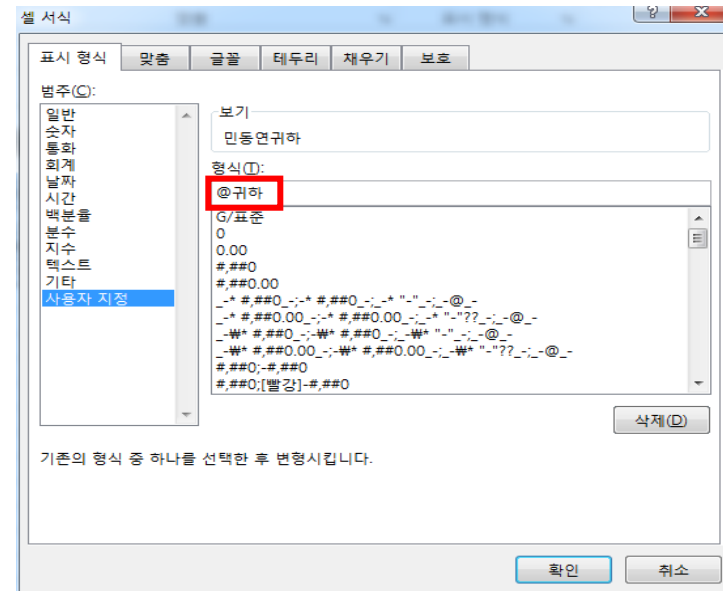 셀 서식
표시 형식 맞춤 글꼴 테두리 채우기 보호
범주(C):
일반
숫자
통화
회계
날짜
시간
백분율
분수
지수
텍스트
기타
사용자 지정
보기
민동연귀하
형식(T):
@귀하
G/표준
0
0.00
#,##0
#,##0.00
_-* #,##0_-;-* #,##0_-;_-* "-"_-;_-@_-
_-* #,##0.00_-;-* #,##0.00_-;_-* "-"??_-;_-@_-
_-₩* #,##0_-;-₩* #,##0_-;_-₩* "-"_-;_-@_-
_-₩* #,##0.00_-;-₩* #,##0.00_-;_-₩* "-"??_-;_-@_-
#,##0;-#,##0
#,##0;[빨강]-#,##0
삭제(D)
기존의 형식 중 하나를 선택한 후 변형시킵니다.
확인 취소